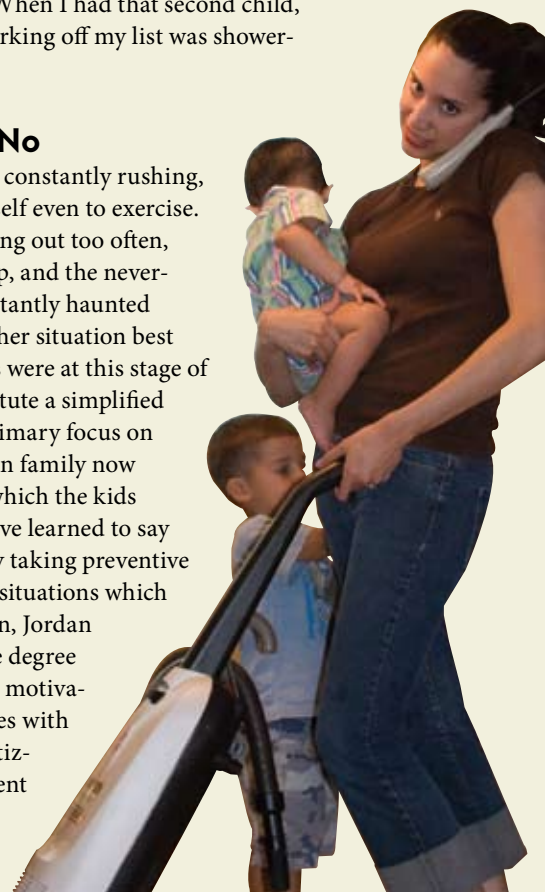 When I had that second child,
rking off my list was shower-
No
constantly rushing,
elf even to exercise.
ng out too often,
p, and the never-
tantly haunted
her situation best
s were at this stage of
tute a simplified
imary focus on
n family now
which the kids
ve learned to say
y taking preventive
situations which
n, Jordan
e degree
motiva-
es with
tiz-
ent